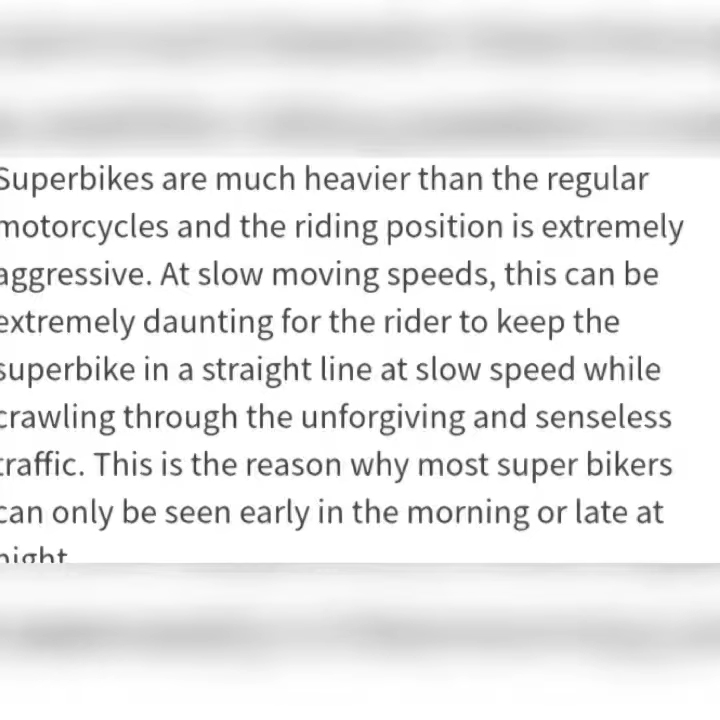 Superbikes are much heavier than the regular
motorcycles and the riding position is extremely
aggressive. At slow moving speeds, this can be
extremely daunting for the rider to keep the
superbike in a straight line at slow speed while
crawling through the unforgiving and senseless
traffic. This is the reason why most super bikers
can only be seen early in the morning or late at
night